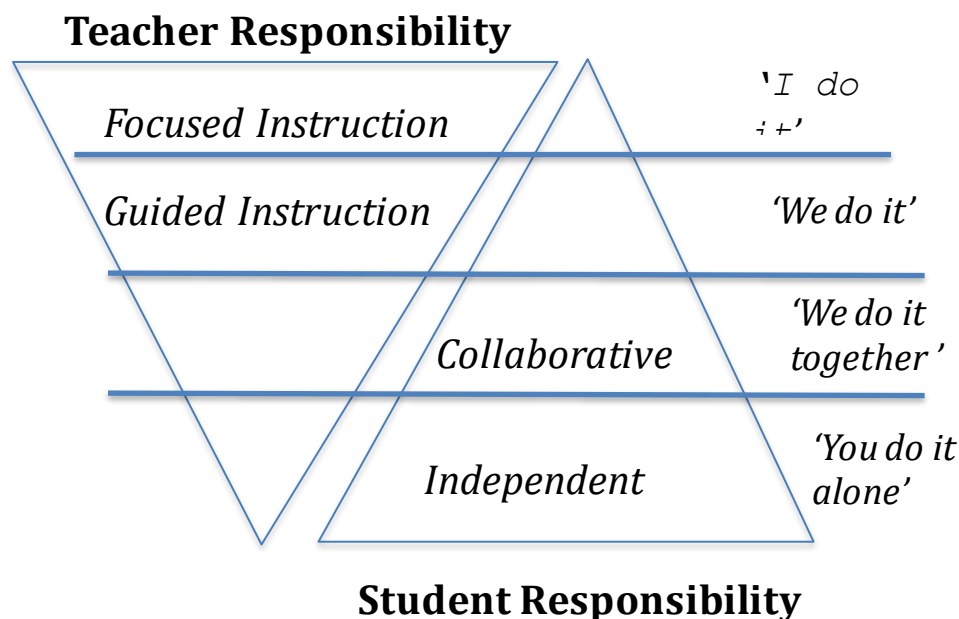 Teacher Responsibility
Focused Instruction
‘I do
it’
Guided Instruction
‘We do it’
Collaborative
‘We do it
together ’
Independent
‘You do it
alone’
Student Responsibility